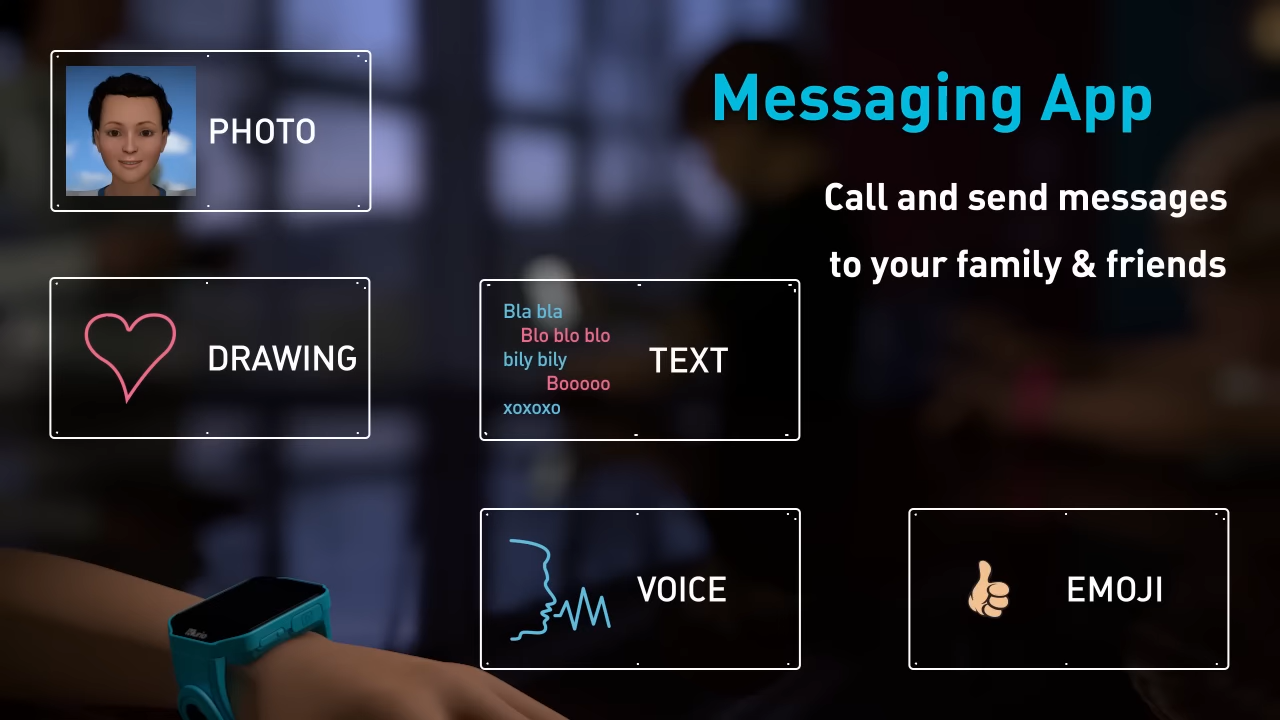 Messaging App
Call and send messages
to your family & friends
PHOTO
DRAWING
Bla bla
Blo blo blo
bily bily
Booooo
xoxoxo
TEXT
VOICE
EMOJI